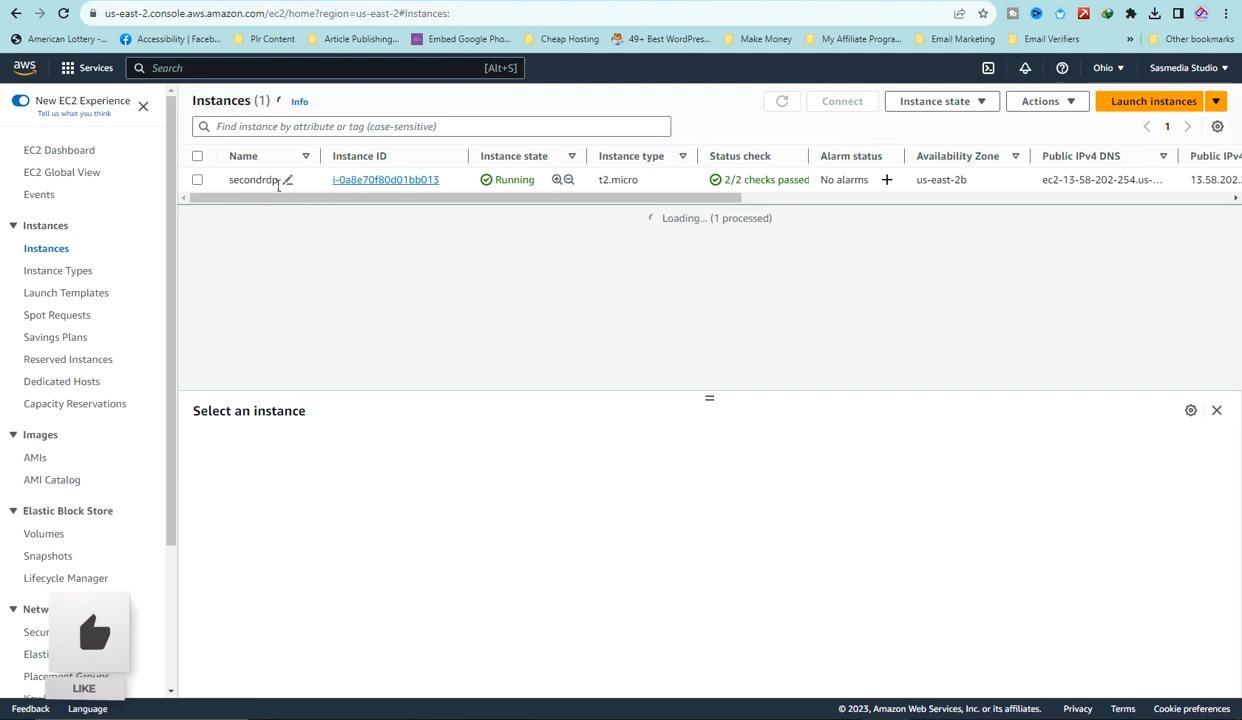 us-east-2.console.aws.amazon.com/ec2/home?region=us-east-2#Instances:
American Lottery -...
Accessibility | Faceb...
Plr Content
Article Publishing...
Embed Google Pho...
Cheap Hosting
49+ Best WordPres...
Make Money
My Affiliate Progra...
Email Marketing
Email Verifiers
»
Other bookmarks
aws
Services
Search
[Alt+S]
Ohio
Sasmedia Studio
New EC2 Experience
Tell us what you think
EC2 Dashboard
EC2 Global View
Events
Instances
Instances
Instance Types
Launch Templates
Spot Requests
Savings Plans
Reserved Instances
Dedicated Hosts
Capacity Reservations
Images
AMIs
AMI Catalog
Elastic Block Store
Volumes
Snapshots
Lifecycle Manager
Netw
Secur
Elasti
Placement Groups
LIKE
Instances (1)
Info
Connect
Instance state
Actions
Launch instances
Find instance by attribute or tag (case-sensitive)
1
Name
Instance ID
Instance state
Instance type
Status check
Alarm status
Availability Zone
Public IPv4 DNS
Public IPv
secondrdp
i-0a8e70f80d01bb013
Running
t2.micro
2/2 checks passed
No alarms
us-east-2b
ec2-13-58-202-254.us-...
13.58.202.
Loading... (1 processed)
Select an instance
Feedback
Language
© 2023, Amazon Web Services, Inc. or its affiliates.
Privacy
Terms
Cookie preferences